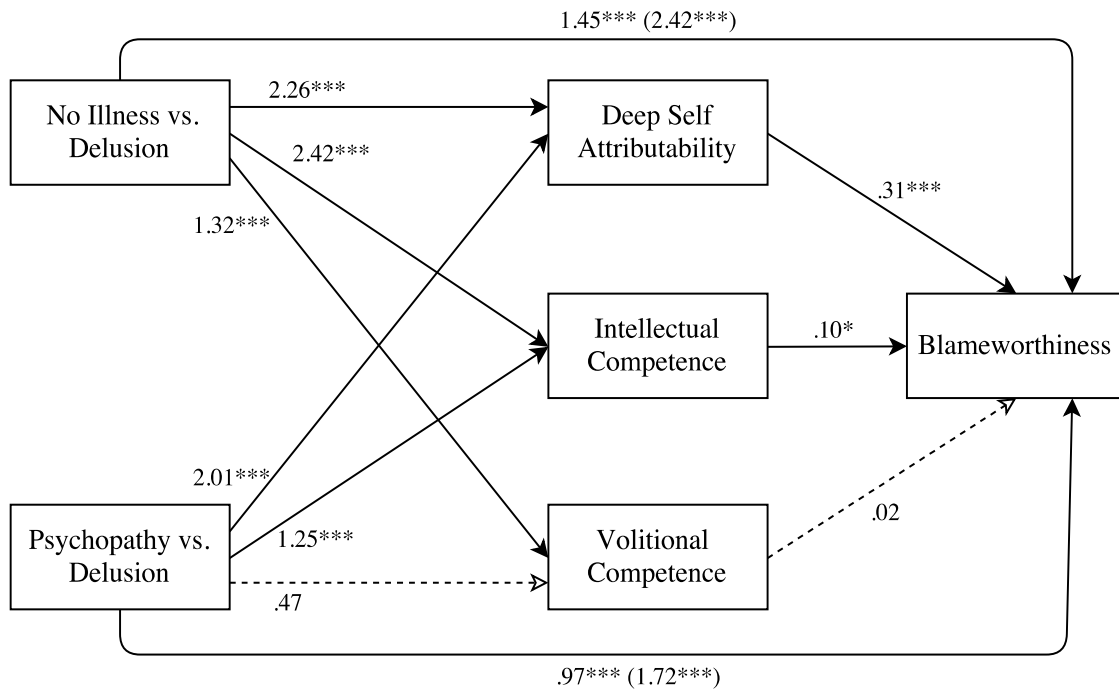 1.45*** (2.42***)
No Illness vs.
Delusion
2.26***
2.42***
1.32***
Deep Self
Attributability
.31***
Intellectual
Competence
.10*
Blameworthiness
2.01***
Psychopathy vs.
Delusion
1.25***
.47
Volitional
Competence
.02
.97*** (1.72***)